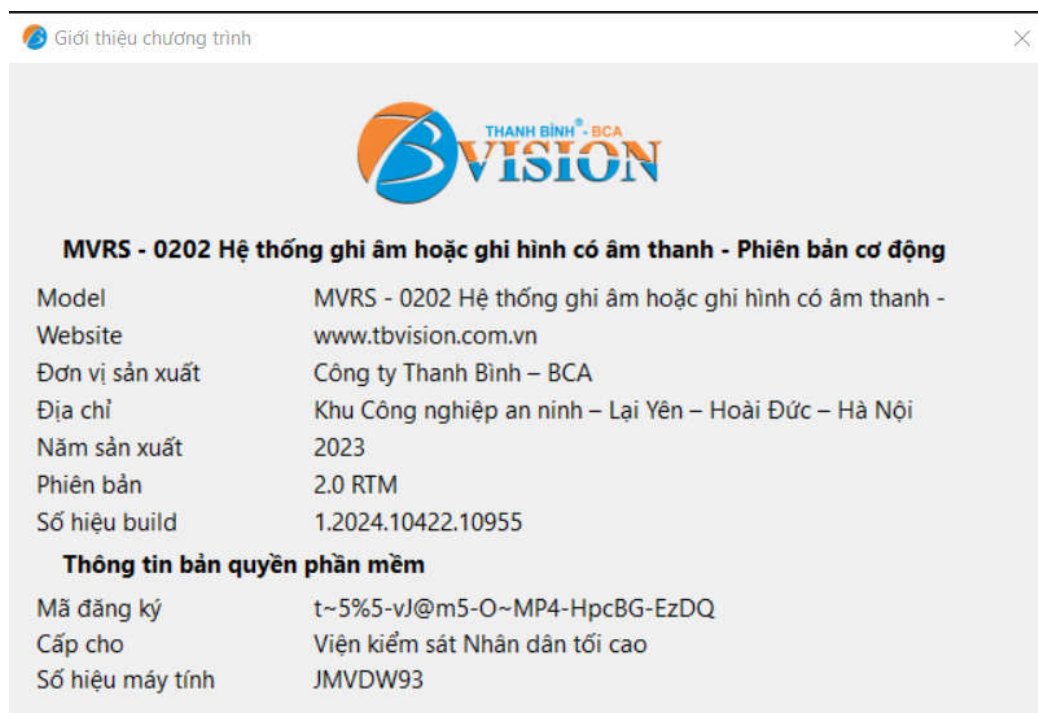 Giới thiệu chương trình
THANH BÌNH® - BCA
VISION
MVRS - 0202 Hệ thống ghi âm hoặc ghi hình có âm thanh - Phiên bản cơ động
Model MVRS - 0202 Hệ thống ghi âm hoặc ghi hình có âm thanh -
Website www.tbvision.com.vn
Đơn vị sản xuất Công ty Thanh Bình – BCA
Địa chỉ Khu Công nghiệp an ninh – Lại Yên – Hoài Đức – Hà Nội
Năm sản xuất 2023
Phiên bản 2.0 RTM
Số hiệu build 1.2024.10422.10955
Thông tin bản quyền phần mềm
Mã đăng ký t~5%5-vJ@m5-O~MP4-HpcBG-EzDQ
Cấp cho Viện kiểm sát Nhân dân tối cao
Số hiệu máy tính JMVDW93